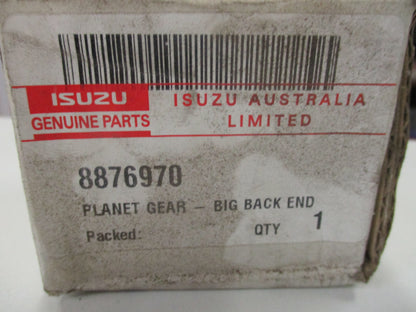 ISUZU
GENUINE PARTS
ISUZU AUSTRALIA
LIMITED
8876970
PLANET GEAR – BIG BACK END
Packed:
QTY 1